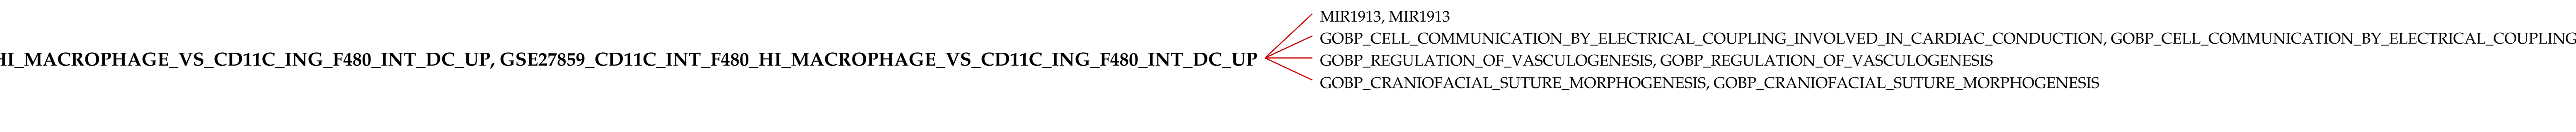 HI_MACROPHAGE_VS_CD11C_ING_F480_INT_DC_UP, GSE27859_CD11C_INT_F480_HI_MACROPHAGE_VS_CD11C_ING_F480_INT_DC_UP
MIR1913, MIR1913
GOBP_CELL_COMMUNICATION_BY_ELECTRICAL_COUPLING_INVOLVED_IN_CARDIAC_CONDUCTION, GOBP_CELL_COMMUNICATION_BY_ELECTRICAL_COUPLING
GOBP_REGULATION_OF_VASCULOGENESIS, GOBP_REGULATION_OF_VASCULOGENESIS
GOBP_CRANIOFACIAL_SUTURE_MORPHOGENESIS, GOBP_CRANIOFACIAL_SUTURE_MORPHOGENESIS